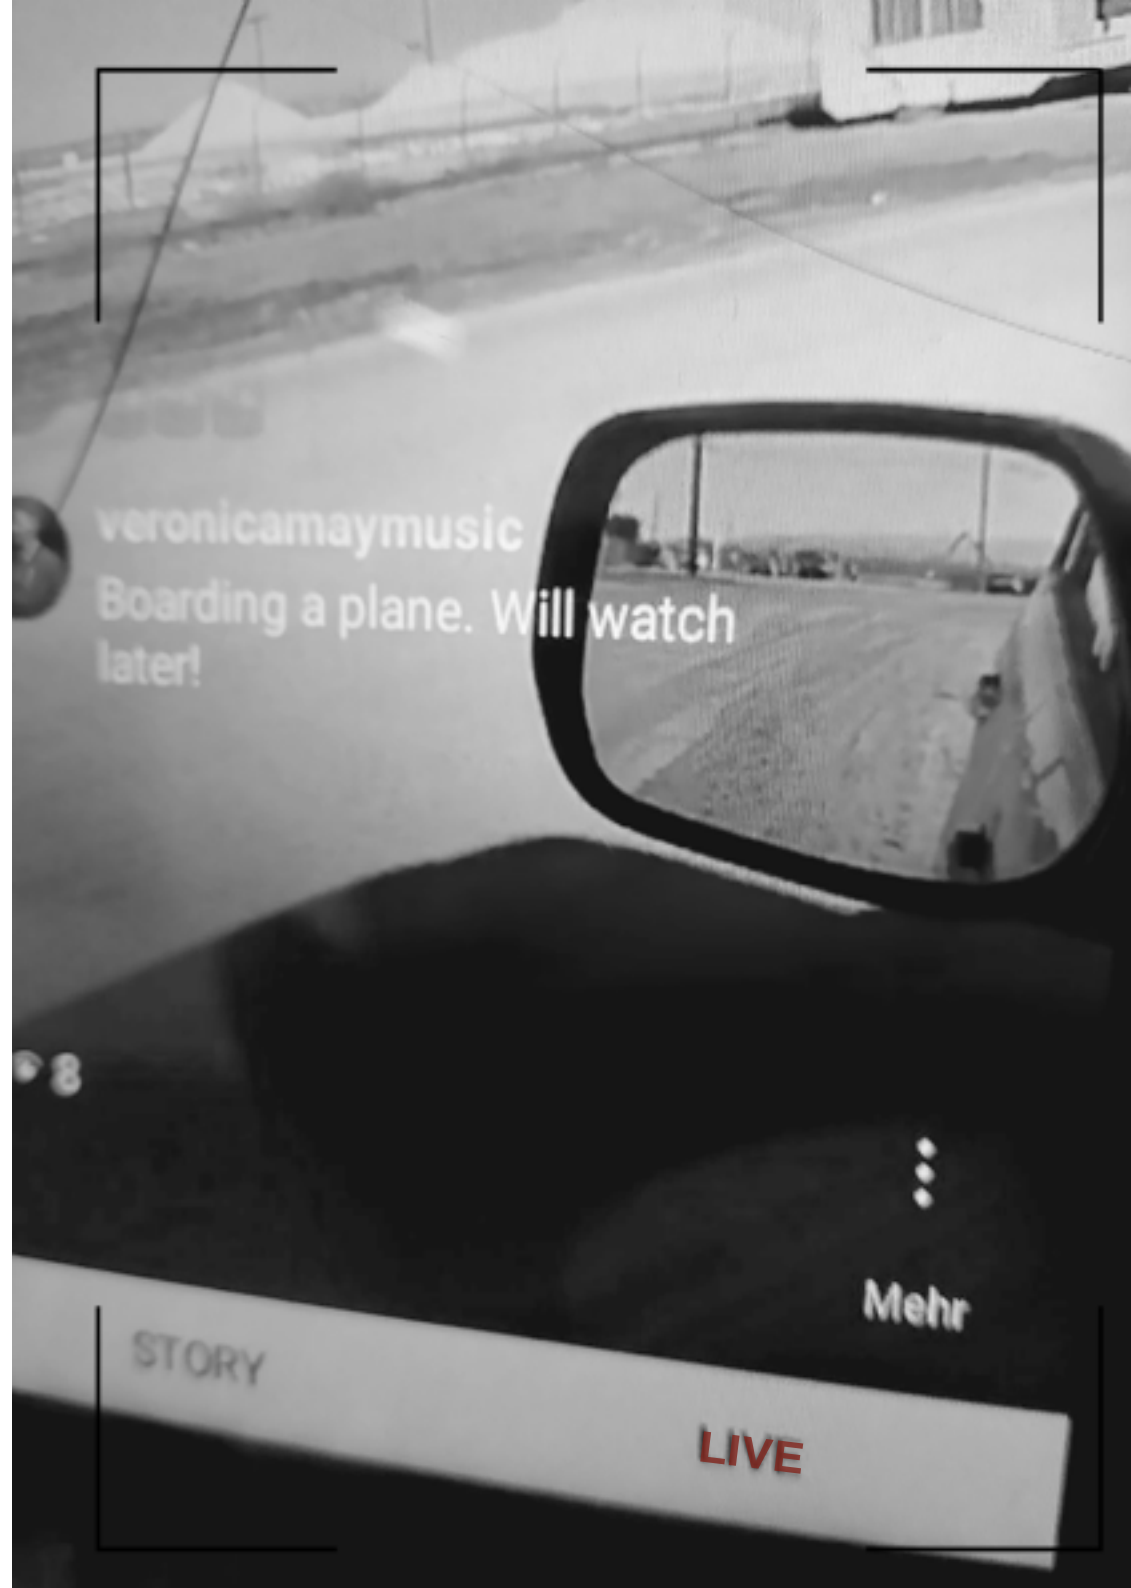 veronicamaymusic
Boarding a plane. Will watch
later!
8
Mehr
STORY
LIVE